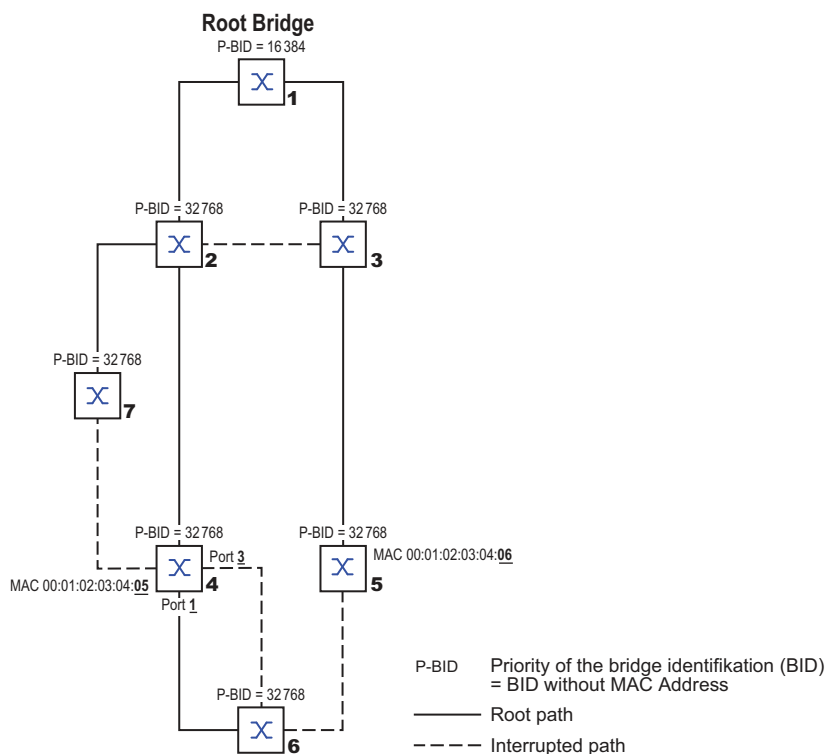 Root Bridge
P-BID = 16 384
1
P-BID = 32 768
P-BID = 32 768
2
3
P-BID = 32 768
7
P-BID = 32 768
P-BID = 32 768
Port 3
MAC 00:01:02:03:04:06
4
5
MAC 00:01:02:03:04:05
Port 1
P-BID = 32 768
6
P-BID Priority of the bridge identifikation (BID)
= BID without MAC Address
Root path
Interrupted path